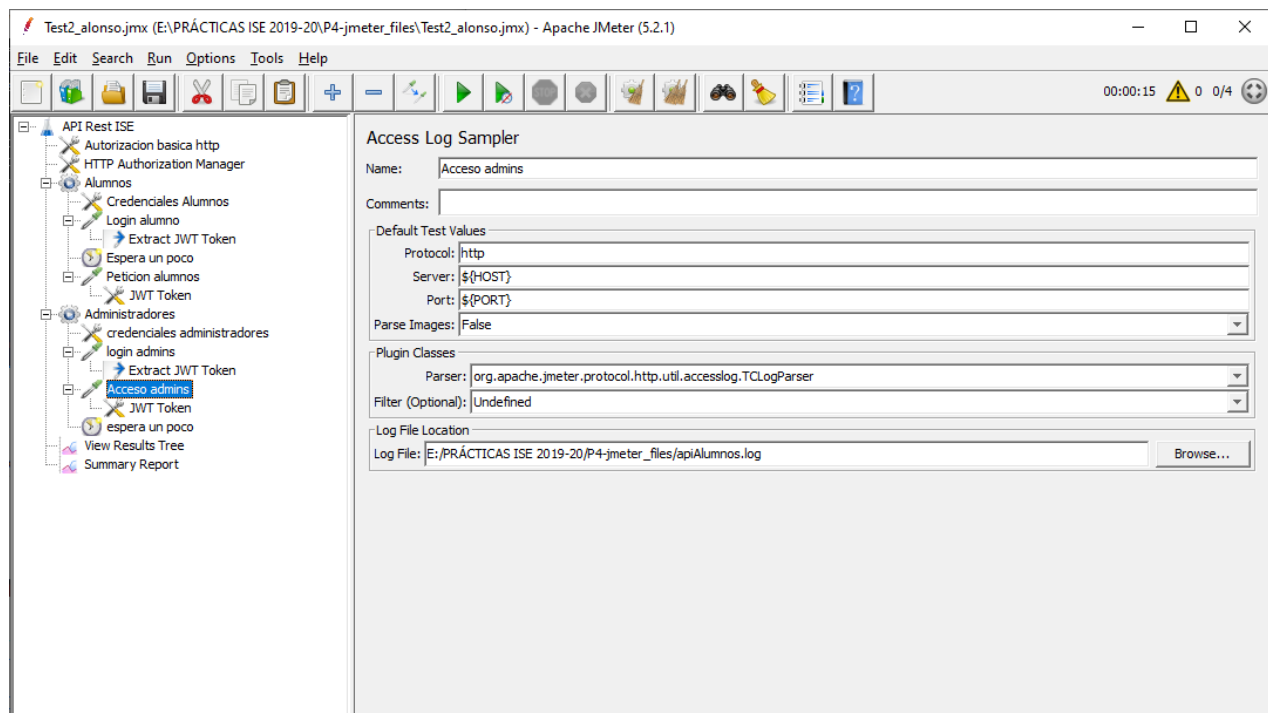 Test2_alonso.jmx (E:\PRÁCTICAS ISE 2019-20\P4-jmeter_files\Test2_alonso.jmx) - Apache JMeter (5.2.1)
File Edit Search Run Options Tools Help
STOP
00:00:15 0 0/4
API Rest ISE
Autorizacion basica http
HTTP Authorization Manager
Alumnos
Credenciales Alumnos
Login alumno
Extract JWT Token
Espera un poco
Peticion alumnos
JWT Token
Administradores
credenciales administradores
login admins
Extract JWT Token
Acceso admins
JWT Token
espera un poco
View Results Tree
Summary Report
Access Log Sampler
Name: Acceso admins
Comments:
Default Test Values
Protocol: http
Server: ${HOST}
Port: ${PORT}
Parse Images: False
Plugin Classes
Parser: org.apache.jmeter.protocol.http.util.accesslog.TCLogParser
Filter (Optional): Undefined
Log File Location
Log File: E:/PRÁCTICAS ISE 2019-20/P4-jmeter_files/apiAlumnos.log Browse...